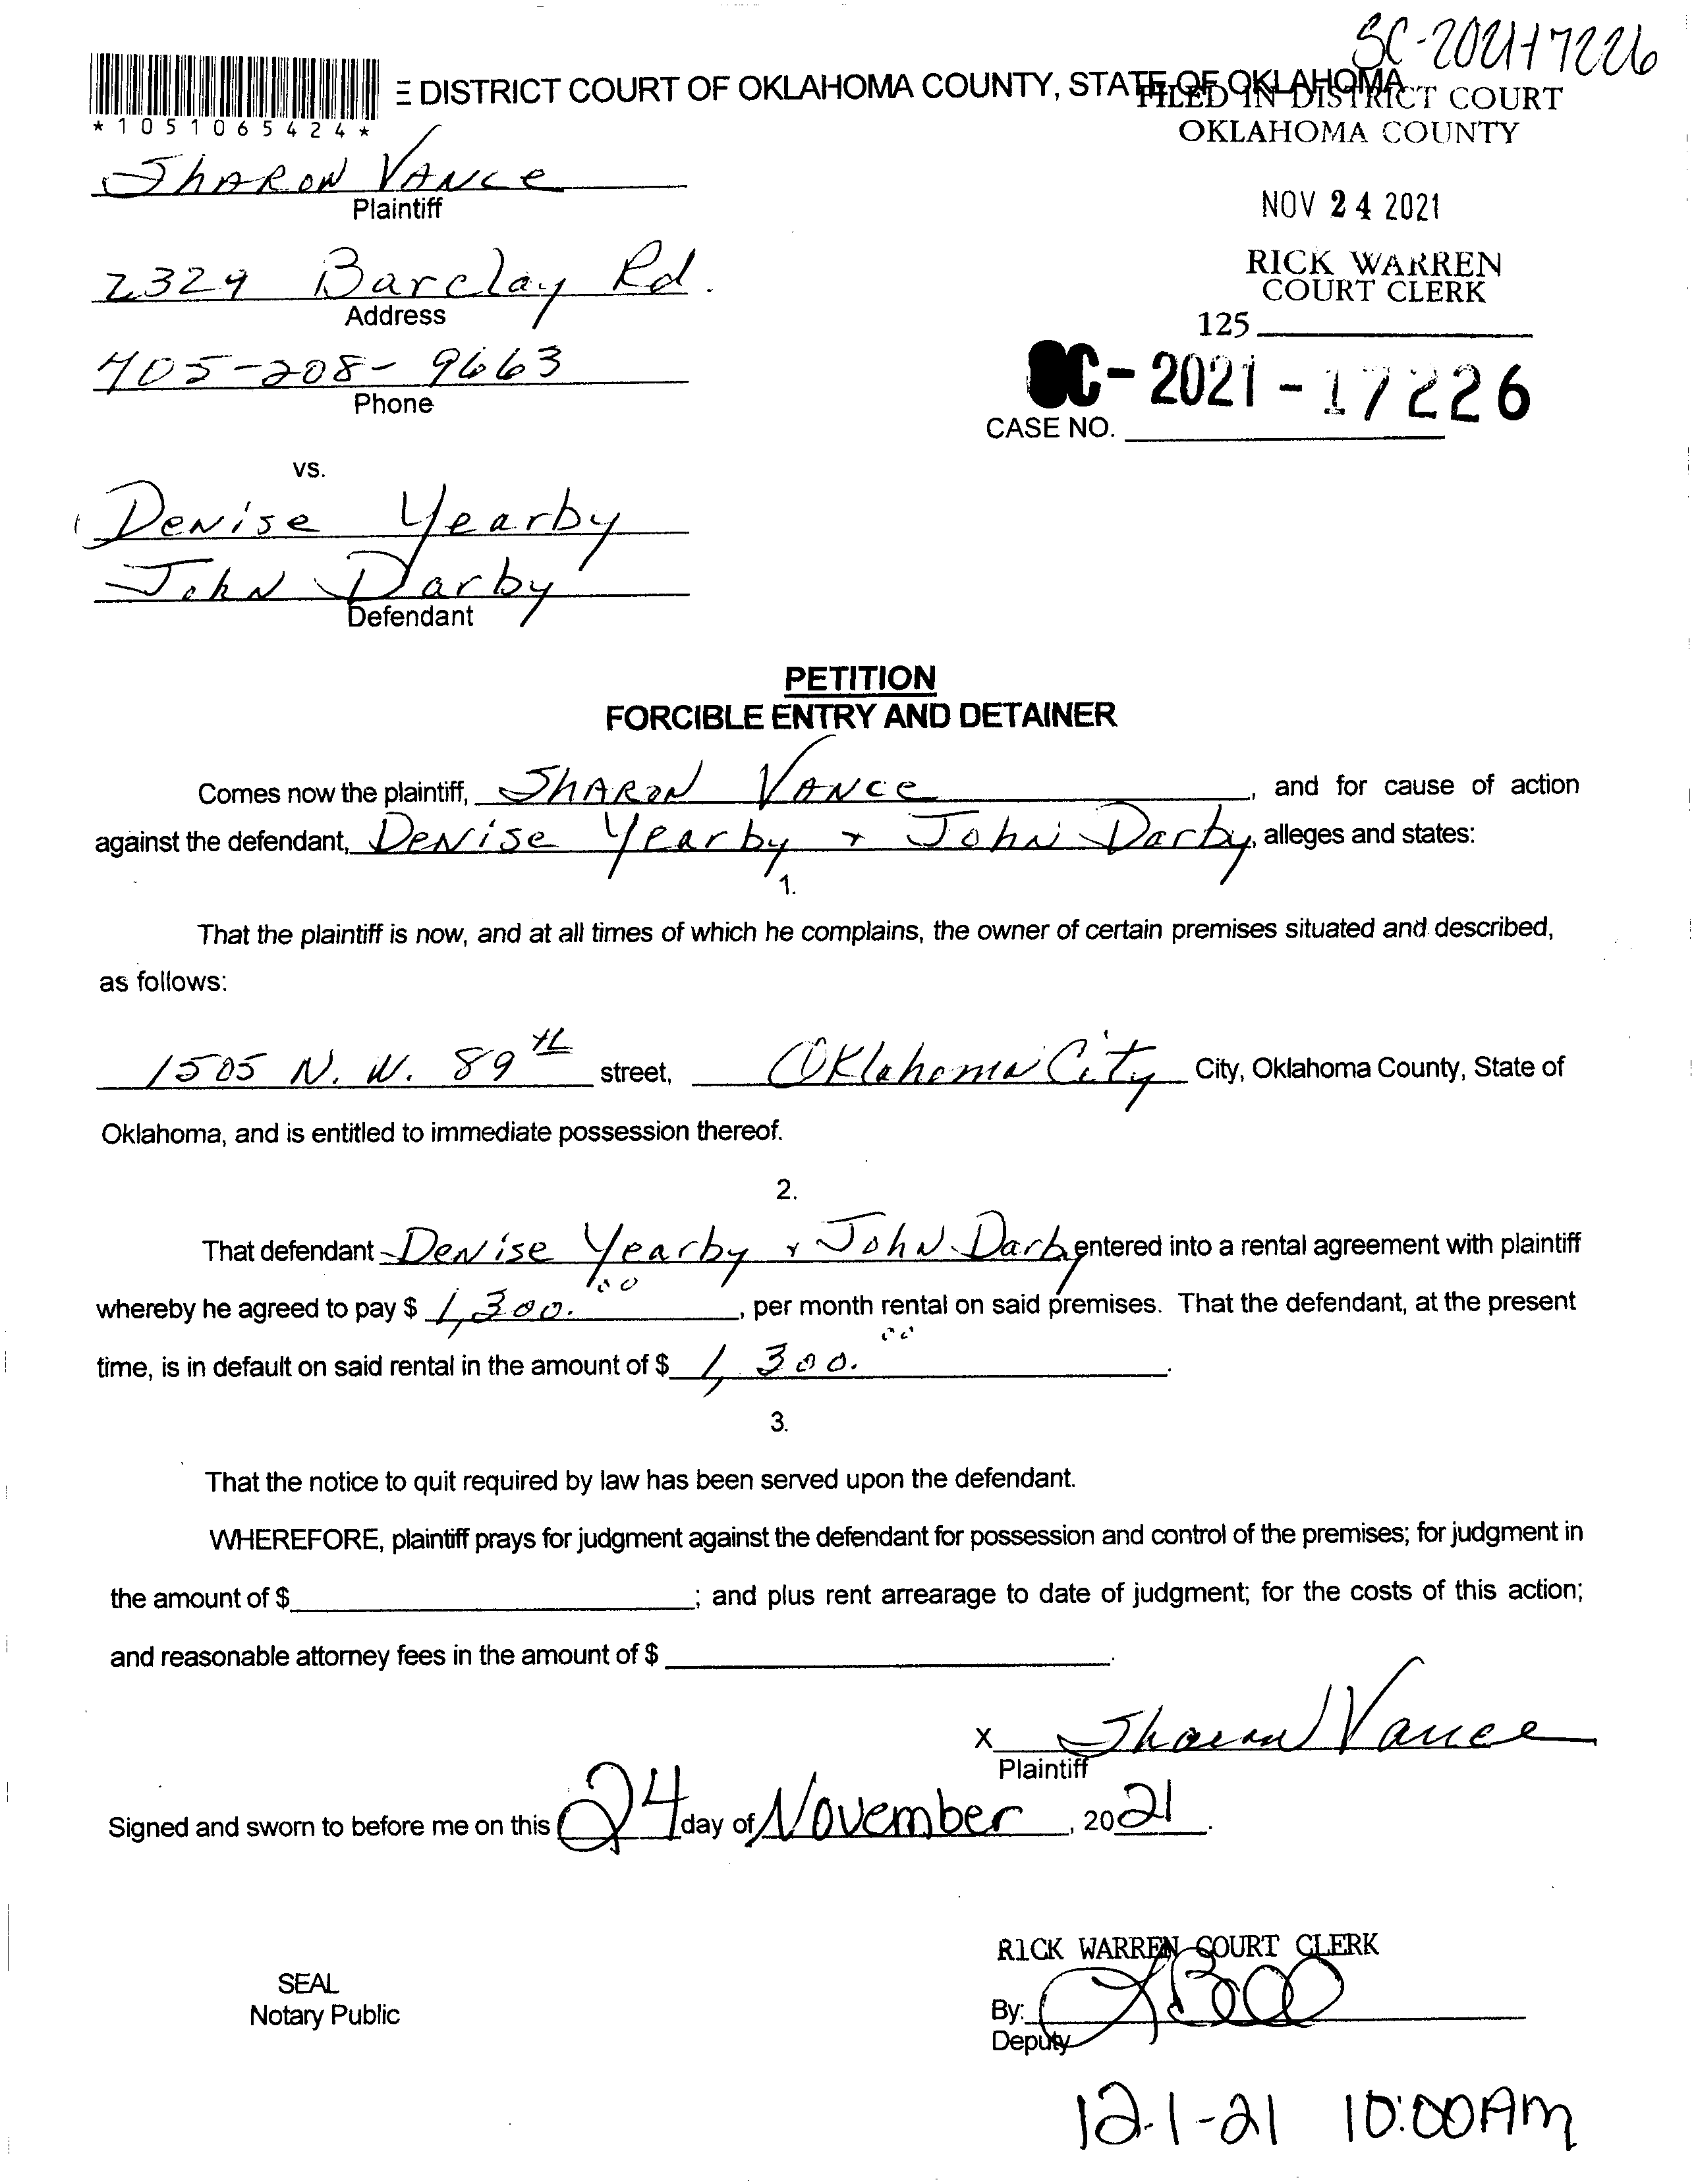 SC-2021-17226
E DISTRICT COURT OF OKLAHOMA COUNTY, STATE OF OKLAHOMA
FILED IN DISTRICT COURT
OKLAHOMA COUNTY
*1051065424*
Sharon Vance
Plaintiff
NOV 24 2021
2329 Barclay Rd.
Address
RICK WARREN
COURT CLERK
125
405-208-9663
Phone
SC-2021-17226
CASE NO.
vs.
Denise Yearby
John Darby
Defendant
PETITION
FORCIBLE ENTRY AND DETAINER
Comes now the plaintiff, Sharon Vance, and for cause of action
against the defendant, Denise Yearby + John Darby, alleges and states:
1.
That the plaintiff is now, and at all times of which he complains, the owner of certain premises situated and described,
as follows:
1505 N. W. 89th street, Oklahoma City City, Oklahoma County, State of
Oklahoma, and is entitled to immediate possession thereof.
2.
That defendant Denise Yearby + John Darby entered into a rental agreement with plaintiff
whereby he agreed to pay $ 1,300.00, per month rental on said premises. That the defendant, at the present
time, is in default on said rental in the amount of $ 1,300.00.
3.
That the notice to quit required by law has been served upon the defendant.
WHEREFORE, plaintiff prays for judgment against the defendant for possession and control of the premises; for judgment in
the amount of $ ; and plus rent arrearage to date of judgment; for the costs of this action;
and reasonable attorney fees in the amount of $ .
X Sharon Vance
Plaintiff
Signed and sworn to before me on this 24 day of November, 2021.
RICK WARREN COURT CLERK
SEAL
Notary Public
By:
Deputy
12-1-21 10:00AM